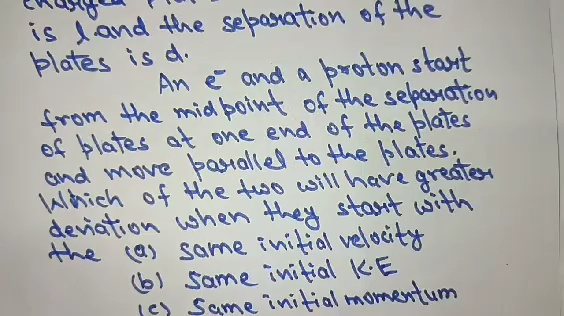 charged
is l and the separation of the
plates is d.
An e⁻ and a proton start
from the midpoint of the separation
of plates at one end of the plates
and move parallel to the plates.
Which of the two will have greater
deviation when they start with
the (a) same initial velocity
(b) same initial K.E
(c) same initial momentum